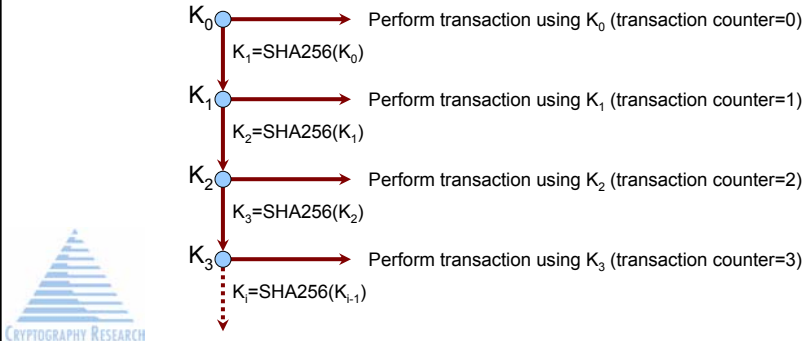 K₀ Perform transaction using K₀ (transaction counter=0)
K₁=SHA256(K₀)
K₁ Perform transaction using K₁ (transaction counter=1)
K₂=SHA256(K₁)
K₂ Perform transaction using K₂ (transaction counter=2)
K₃=SHA256(K₂)
K₃ Perform transaction using K₃ (transaction counter=3)
Kᵢ=SHA256(Kᵢ₋₁)
CRYPTOGRAPHY RESEARCH